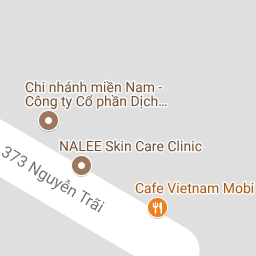 Chi nhánh miền Nam -
Công ty Cổ phần Dịch…
NALEE Skin Care Clinic
373 Nguyễn Trãi
Cafe Vietnam Mobi